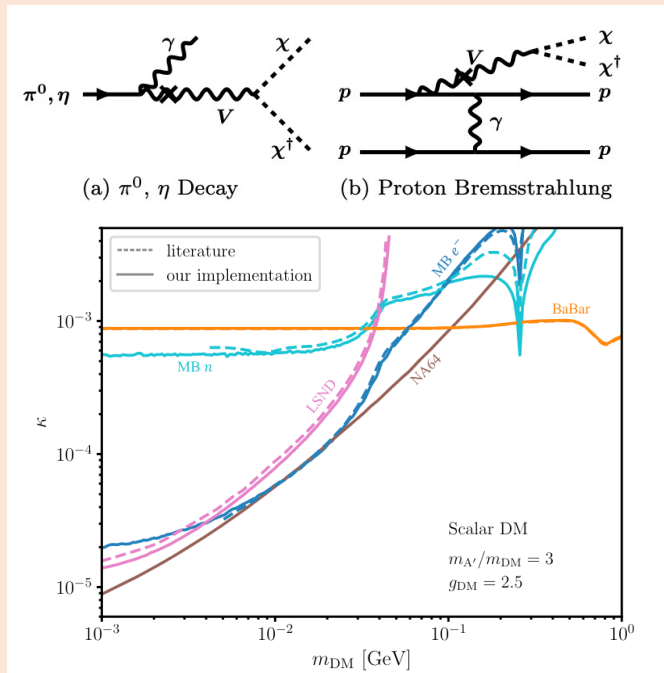 γ
χ
π⁰, η
V
χ†
(a) π⁰, η Decay
V
χ
χ†
p
p
γ
p
p
(b) Proton Bremsstrahlung
literature
our implementation
MB e⁻
BaBar
MB n
LSND
NA64
Scalar DM
m_A′/m_DM = 3
g_DM = 2.5
10⁻³
10⁻⁴
10⁻⁵
κ
10⁻³
10⁻²
10⁻¹
10⁰
m_DM [GeV]